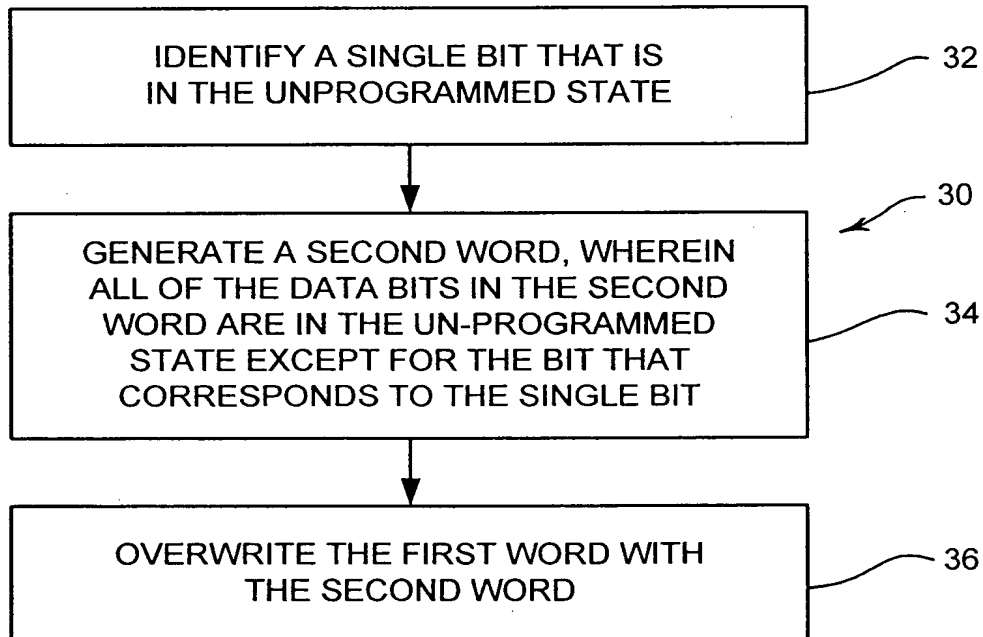 IDENTIFY A SINGLE BIT THAT IS
IN THE UNPROGRAMMED STATE
32
30
GENERATE A SECOND WORD, WHEREIN
ALL OF THE DATA BITS IN THE SECOND
WORD ARE IN THE UN-PROGRAMMED
STATE EXCEPT FOR THE BIT THAT
CORRESPONDS TO THE SINGLE BIT
34
OVERWRITE THE FIRST WORD WITH
THE SECOND WORD
36